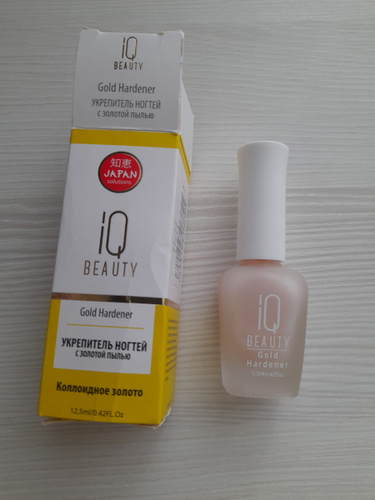 iQ
BEAUTY
Gold Hardener
УКРЕПИТЕЛЬ НОГТЕЙ
С ЗОЛОТОЙ ПЫЛЬЮ
知恵
JAPAN
solutions
iQ
BEAUTY
Gold Hardener
УКРЕПИТЕЛЬ НОГТЕЙ
С ЗОЛОТОЙ ПЫЛЬЮ
Коллоидное золото
12,5ml/0.42FL.Oz
iQ
BEAUTY
Gold
Hardener